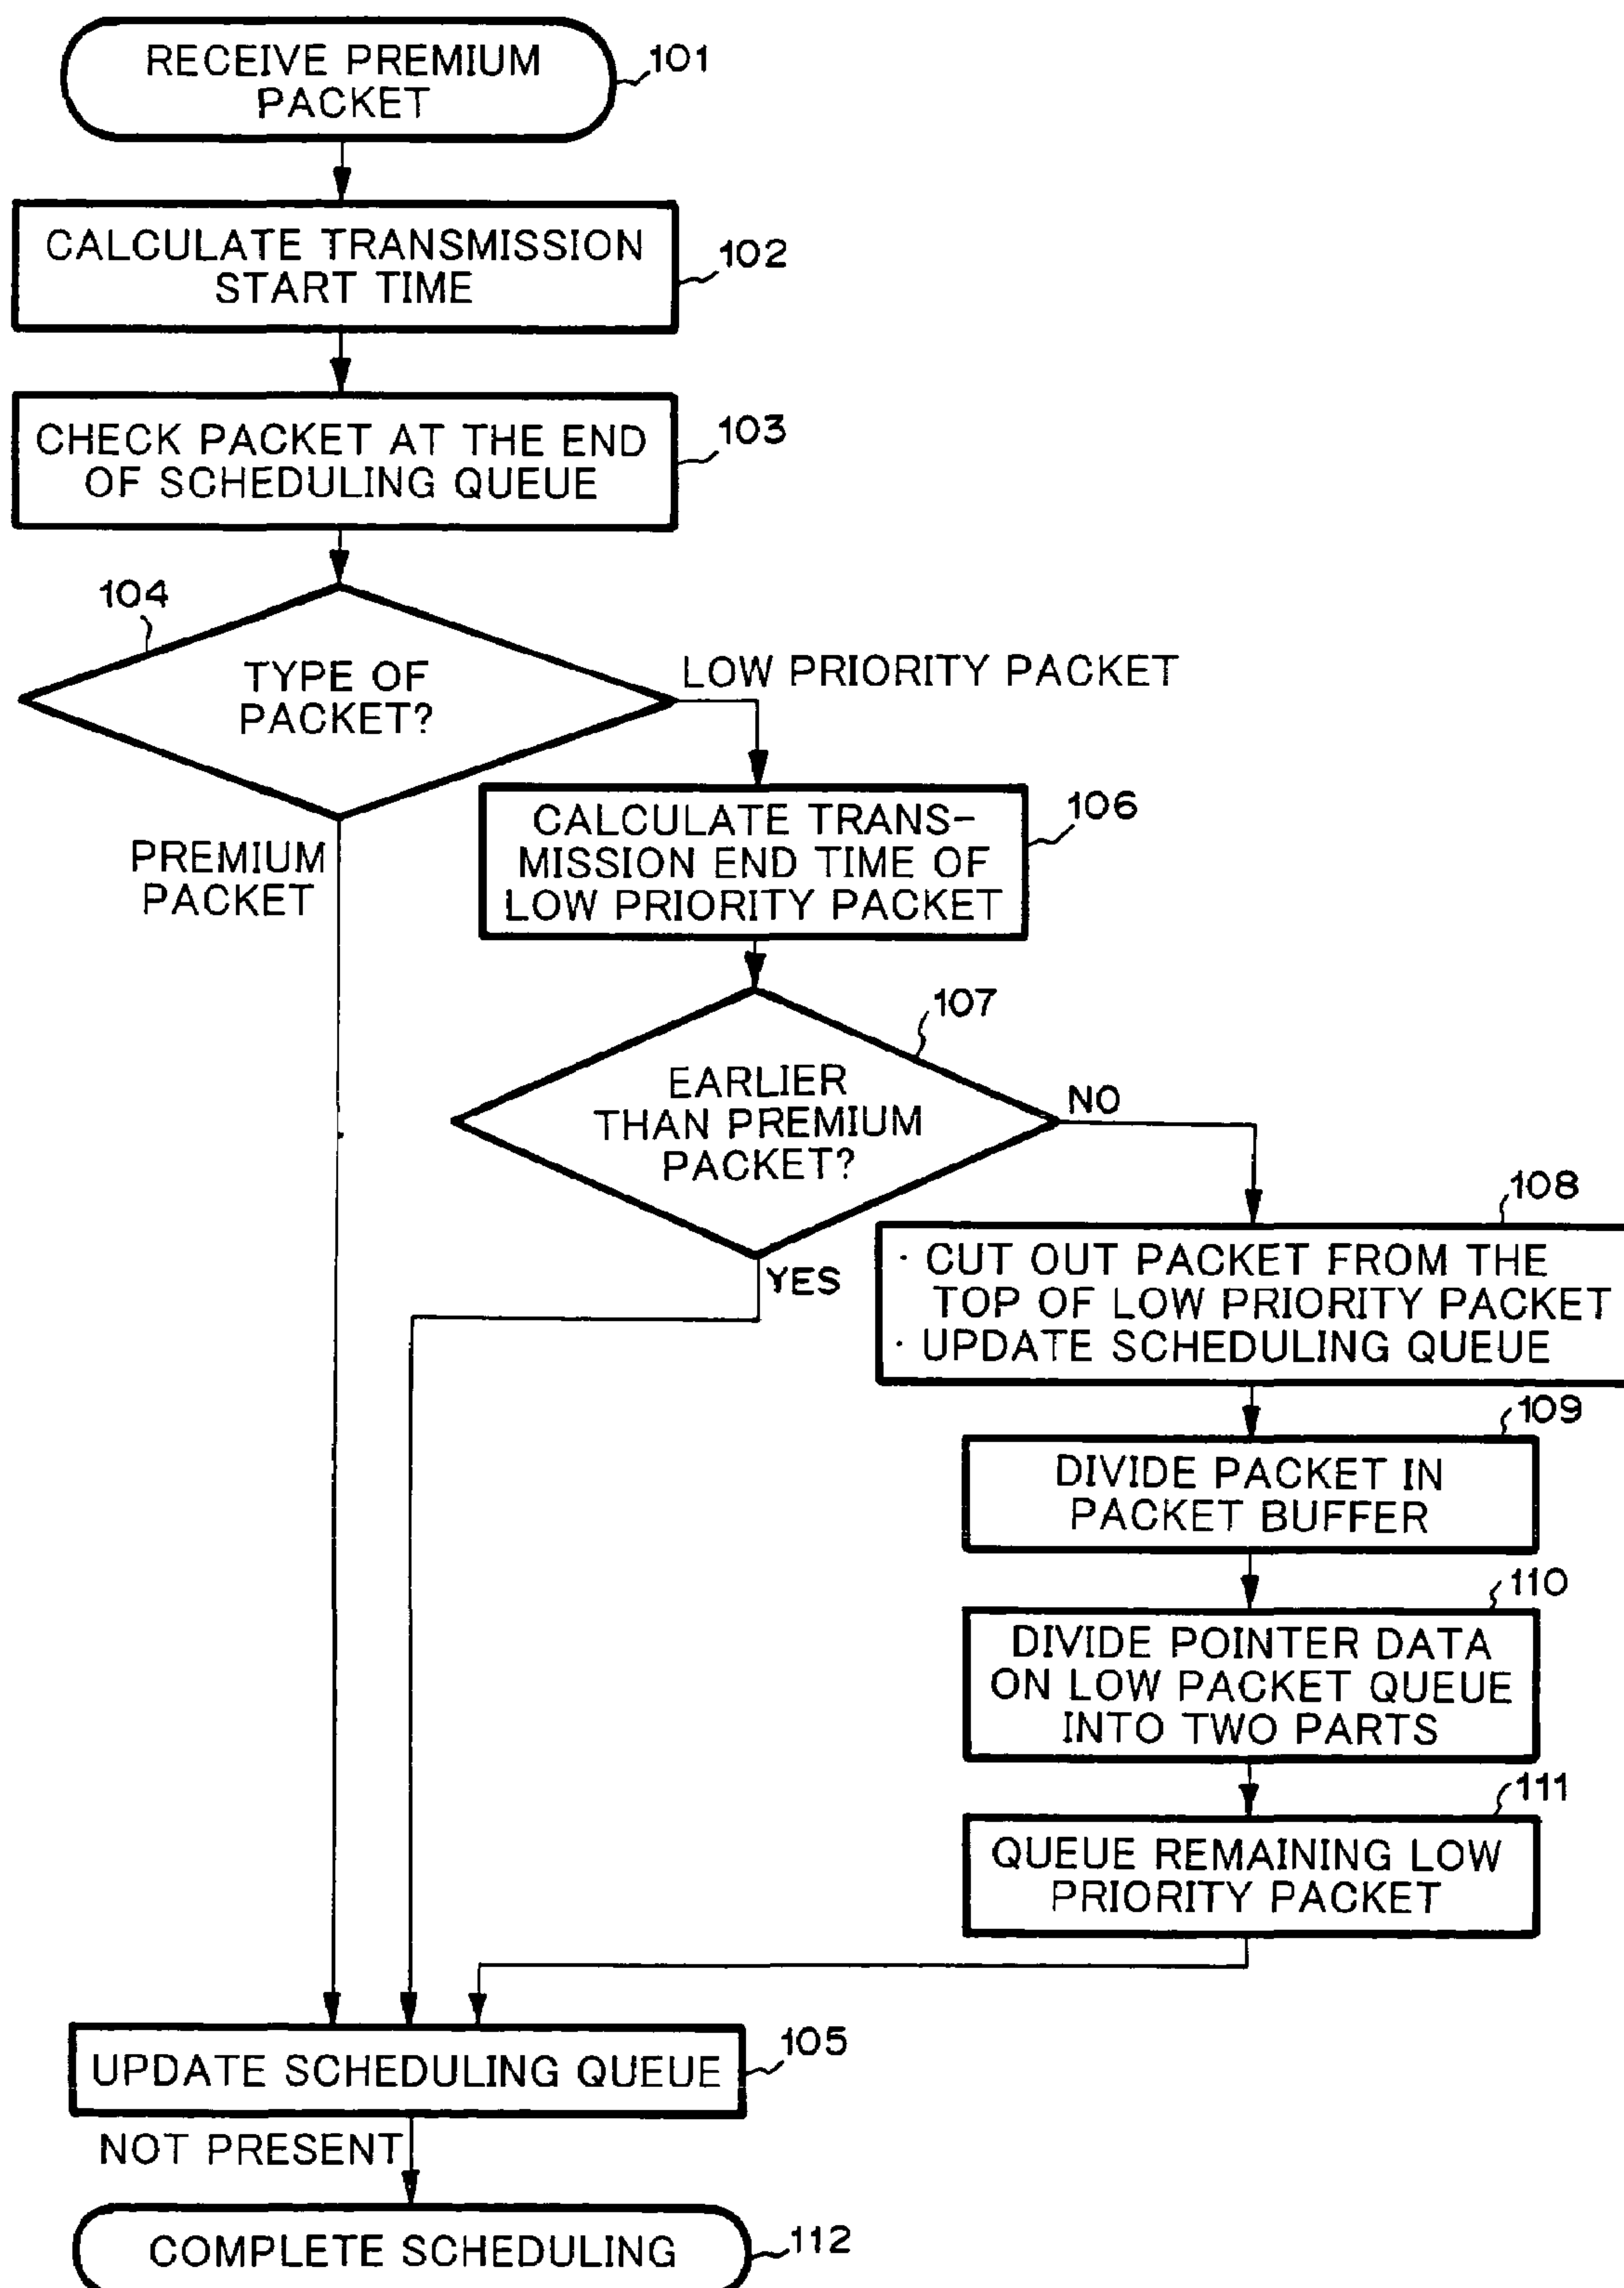 RECEIVE PREMIUM
PACKET
101
CALCULATE TRANSMISSION
START TIME
102
CHECK PACKET AT THE END
OF SCHEDULING QUEUE
103
104
TYPE OF
PACKET?
LOW PRIORITY PACKET
PREMIUM
PACKET
CALCULATE TRANS-
MISSION END TIME OF
LOW PRIORITY PACKET
106
107
EARLIER
THAN PREMIUM
PACKET?
NO
YES
108
· CUT OUT PACKET FROM THE
TOP OF LOW PRIORITY PACKET
· UPDATE SCHEDULING QUEUE
109
DIVIDE PACKET IN
PACKET BUFFER
110
DIVIDE POINTER DATA
ON LOW PACKET QUEUE
INTO TWO PARTS
111
QUEUE REMAINING LOW
PRIORITY PACKET
UPDATE SCHEDULING QUEUE
105
NOT PRESENT
COMPLETE SCHEDULING
112